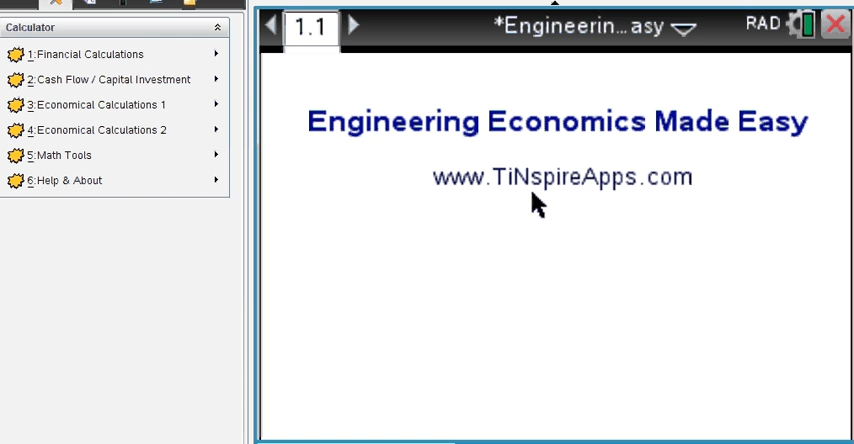 Calculator
1:Financial Calculations
2:Cash Flow / Capital Investment
3:Economical Calculations 1
4:Economical Calculations 2
5:Math Tools
6:Help & About
1.1
*Engineerin...asy
RAD
Engineering Economics Made Easy
www.TiNspireApps.com